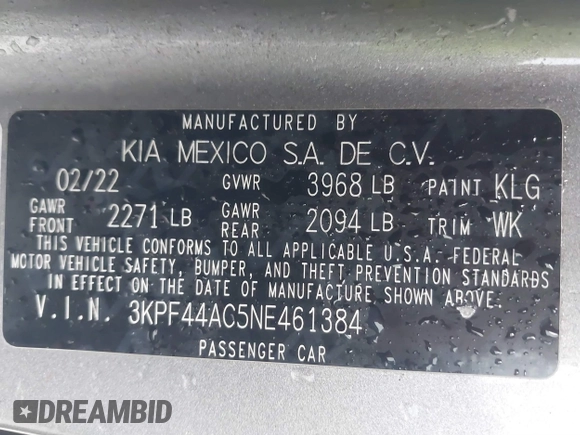 MANUFACTURED BY
KIA MEXICO S.A. DE C.V.
02/22 GVWR 3968 LB PAINT KLG
GAWR FRONT 2271 LB GAWR REAR 2094 LB TRIM WK
THIS VEHICLE CONFORMS TO ALL APPLICABLE U.S.A. FEDERAL
MOTOR VEHICLE SAFETY, BUMPER, AND THEFT PREVENTION STANDARDS
IN EFFECT ON THE DATE OF MANUFACTURE SHOWN ABOVE.
V.I.N. 3KPF44AC5NE461384
PASSENGER CAR
DREAMBID